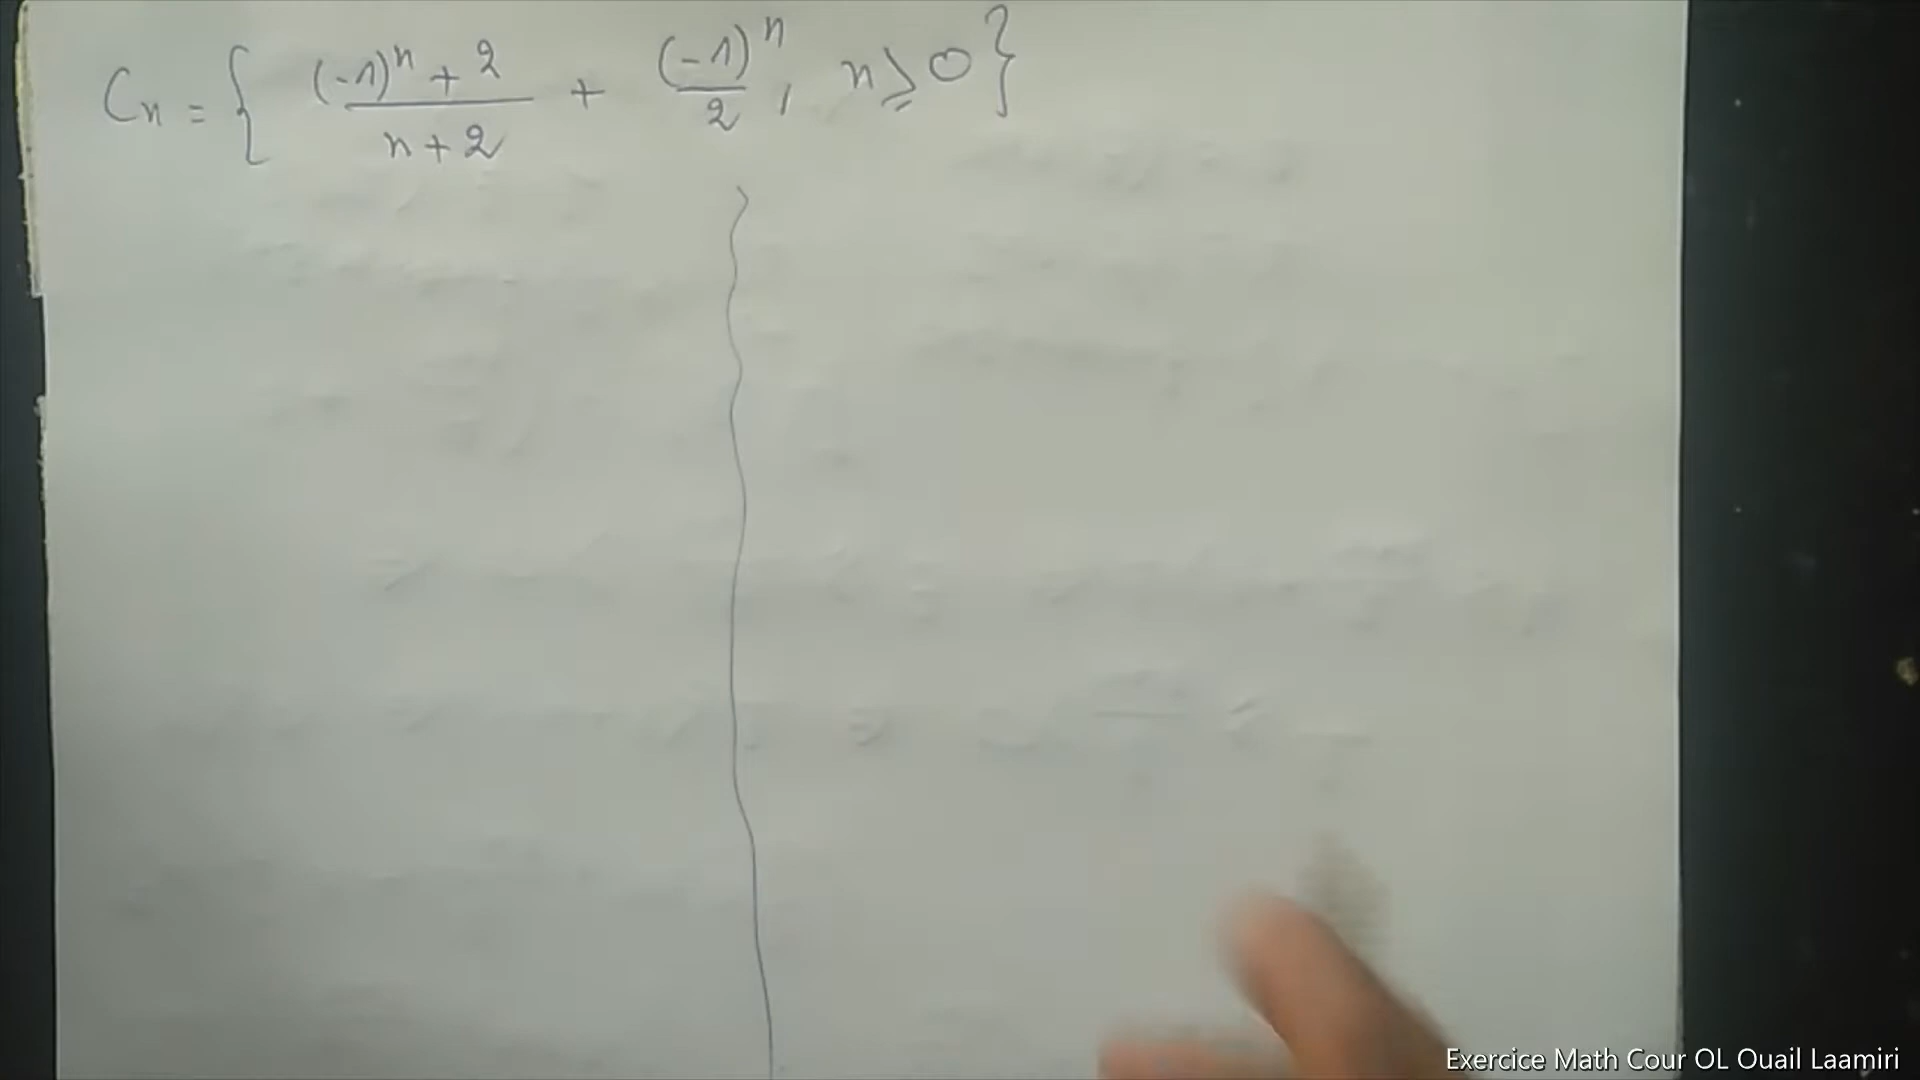 Cn = { ((-1)^n + 2)/(n + 2) + (-1)^n/2, n ≥ 0 }
Exercice Math Cour OL Ouail Laamiri